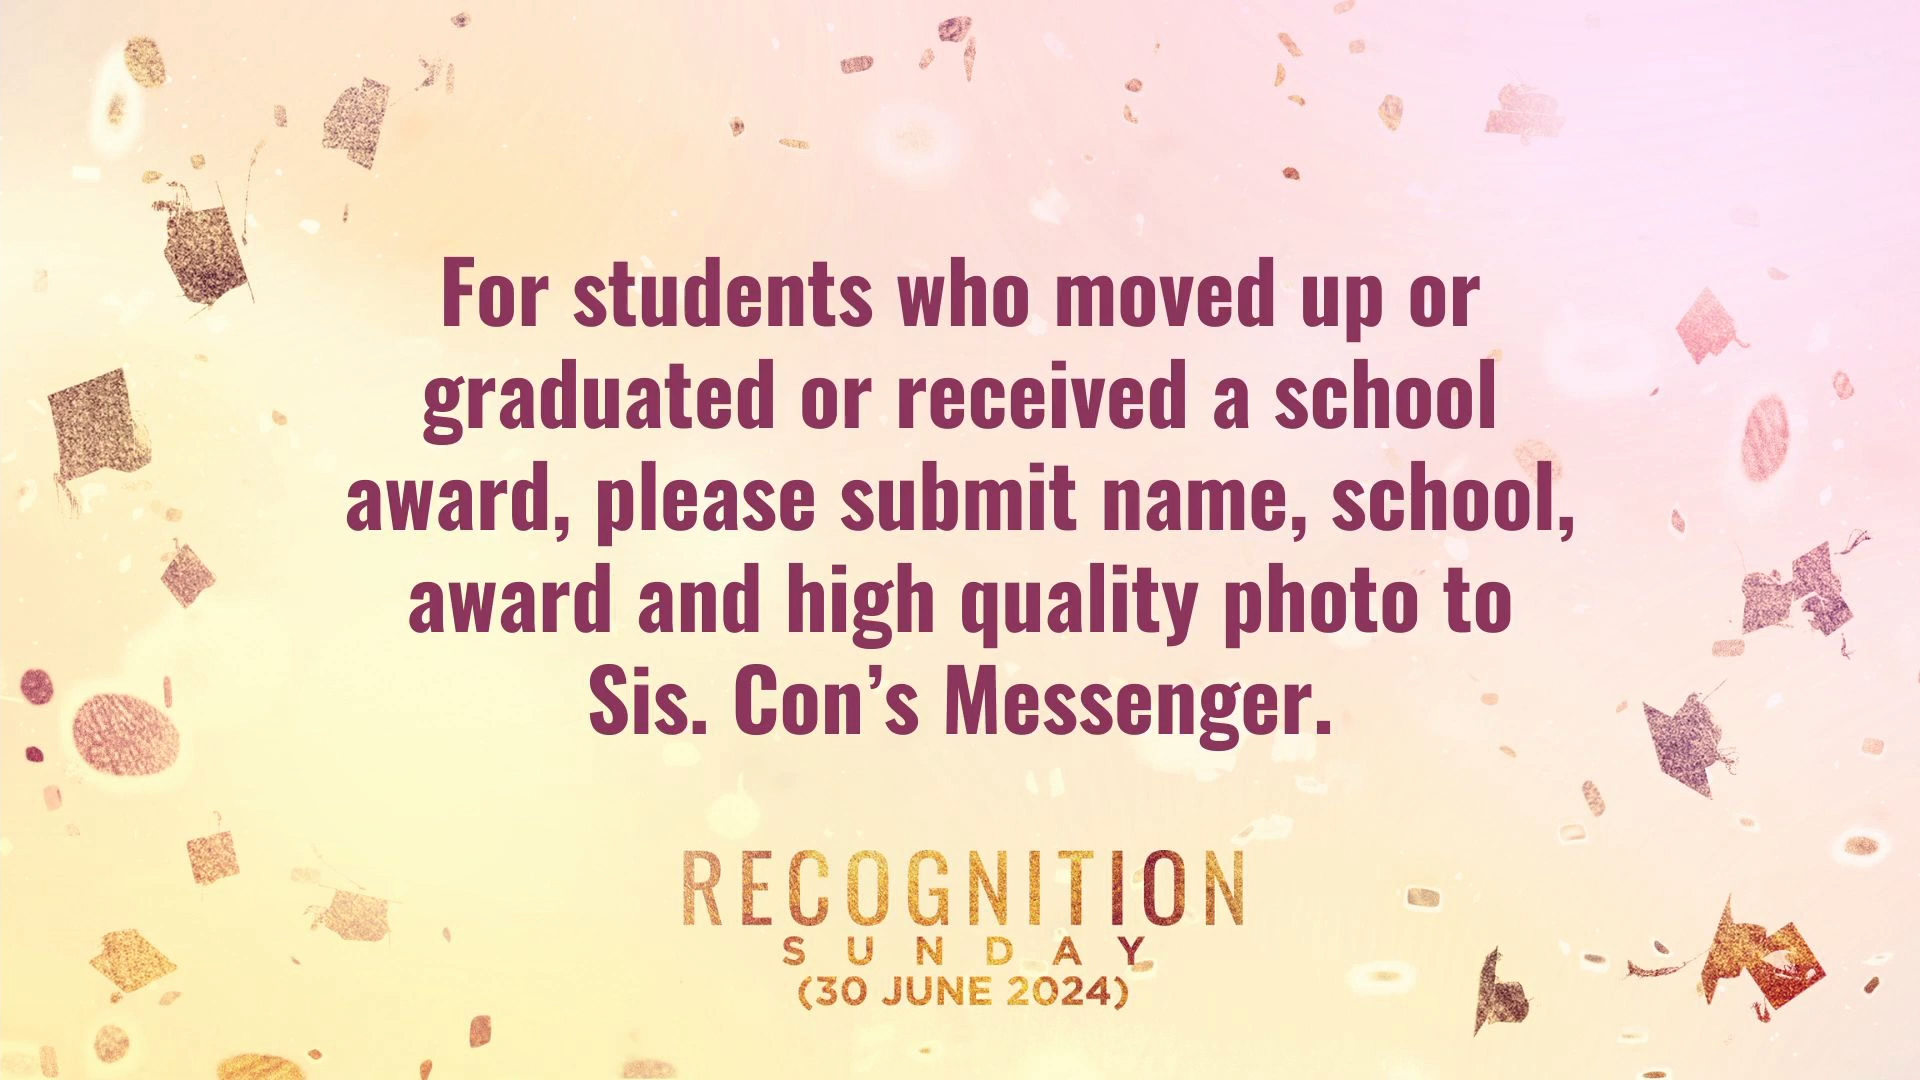 For students who moved up or
graduated or received a school
award, please submit name, school,
award and high quality photo to
Sis. Con’s Messenger.
RECOGNITION
SUNDAY
(30 JUNE 2024)